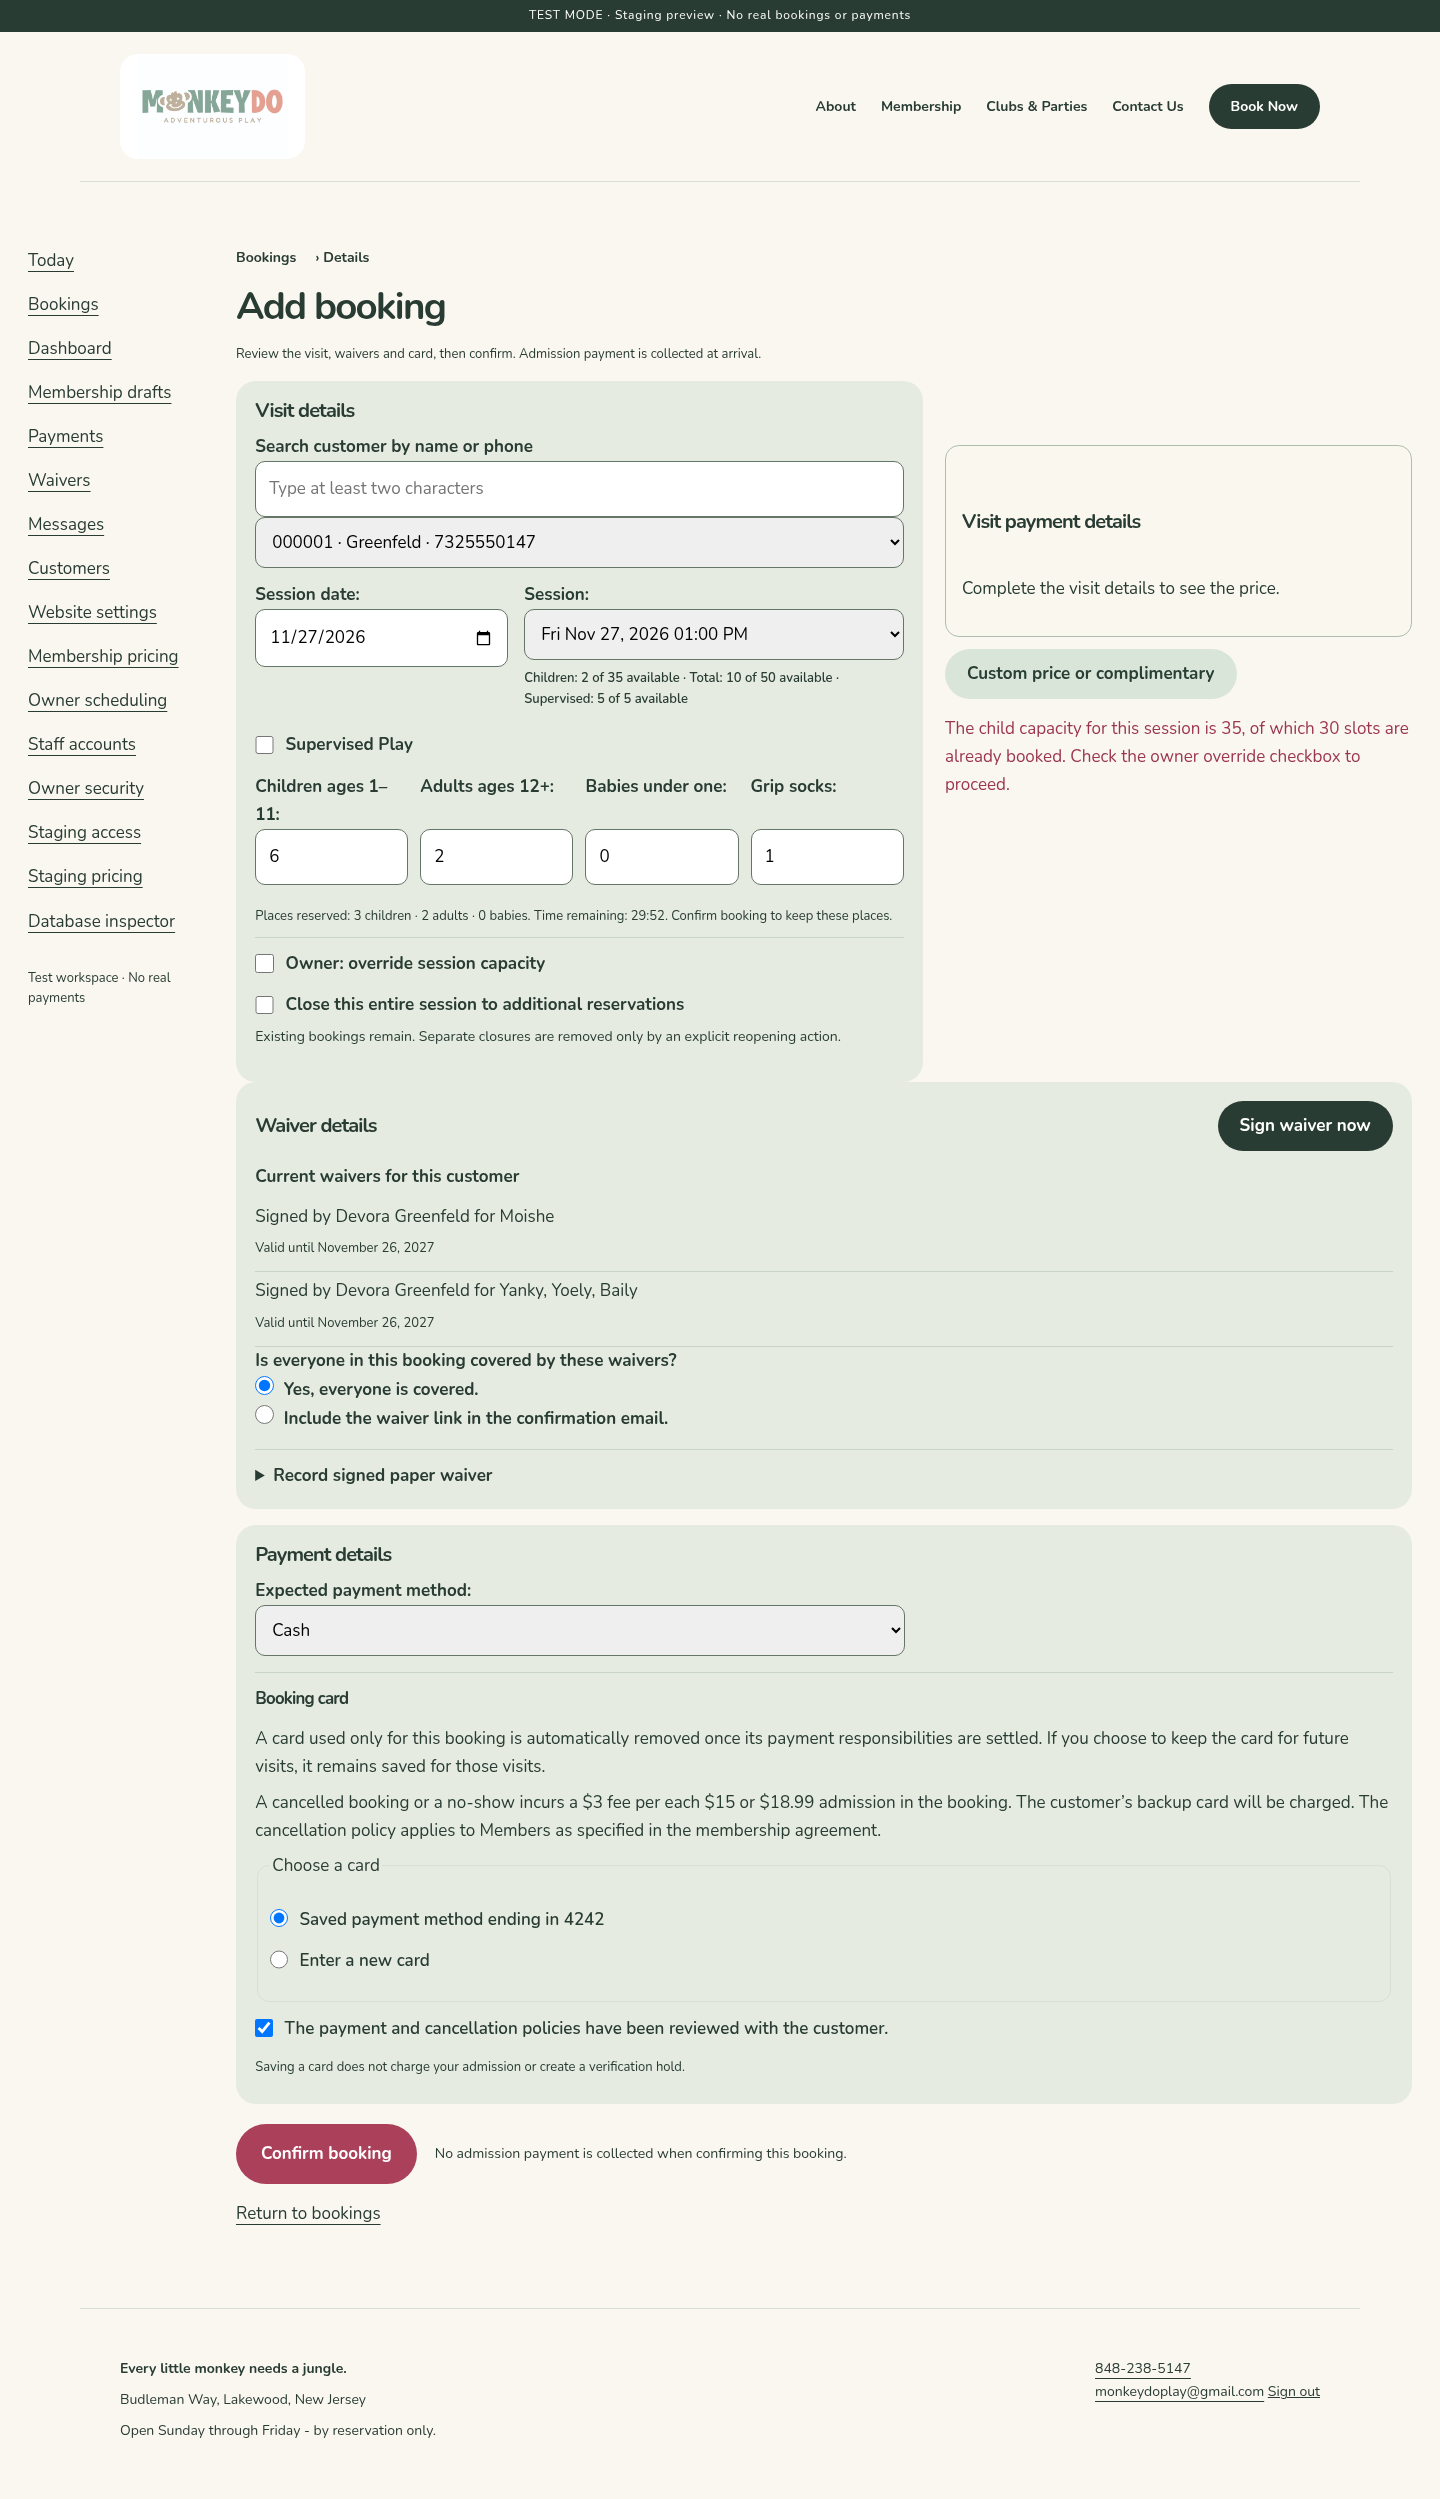 TEST MODE · Staging preview · No real bookings or payments
MONKEYDO
ADVENTUROUS PLAY
About Membership Clubs & Parties Contact Us Book Now
Today
Bookings
Dashboard
Membership drafts
Payments
Waivers
Messages
Customers
Website settings
Membership pricing
Owner scheduling
Staff accounts
Owner security
Staging access
Staging pricing
Database inspector
Test workspace · No real
payments
Bookings › Details
Add booking
Review the visit, waivers and card, then confirm. Admission payment is collected at arrival.
Visit details
Search customer by name or phone
Type at least two characters
000001 · Greenfeld · 7325550147
Session date: Session:
11/27/2026 Fri Nov 27, 2026 01:00 PM
Children: 2 of 35 available · Total: 10 of 50 available ·
Supervised: 5 of 5 available
Supervised Play
Children ages 1–
11:
Adults ages 12+: Babies under one: Grip socks:
6 2 0 1
Places reserved: 3 children · 2 adults · 0 babies. Time remaining: 29:52. Confirm booking to keep these places.
Owner: override session capacity
Close this entire session to additional reservations
Existing bookings remain. Separate closures are removed only by an explicit reopening action.
Visit payment details
Complete the visit details to see the price.
Custom price or complimentary
The child capacity for this session is 35, of which 30 slots are
already booked. Check the owner override checkbox to
proceed.
Waiver details
Sign waiver now
Current waivers for this customer
Signed by Devora Greenfeld for Moishe
Valid until November 26, 2027
Signed by Devora Greenfeld for Yanky, Yoely, Baily
Valid until November 26, 2027
Is everyone in this booking covered by these waivers?
Yes, everyone is covered.
Include the waiver link in the confirmation email.
Record signed paper waiver
Payment details
Expected payment method:
Cash
Booking card
A card used only for this booking is automatically removed once its payment responsibilities are settled. If you choose to keep the card for future
visits, it remains saved for those visits.
A cancelled booking or a no-show incurs a $3 fee per each $15 or $18.99 admission in the booking. The customer’s backup card will be charged. The
cancellation policy applies to Members as specified in the membership agreement.
Choose a card
Saved payment method ending in 4242
Enter a new card
The payment and cancellation policies have been reviewed with the customer.
Saving a card does not charge your admission or create a verification hold.
Confirm booking
No admission payment is collected when confirming this booking.
Return to bookings
Every little monkey needs a jungle.
Budleman Way, Lakewood, New Jersey
Open Sunday through Friday - by reservation only.
848-238-5147
monkeydoplay@gmail.com Sign out